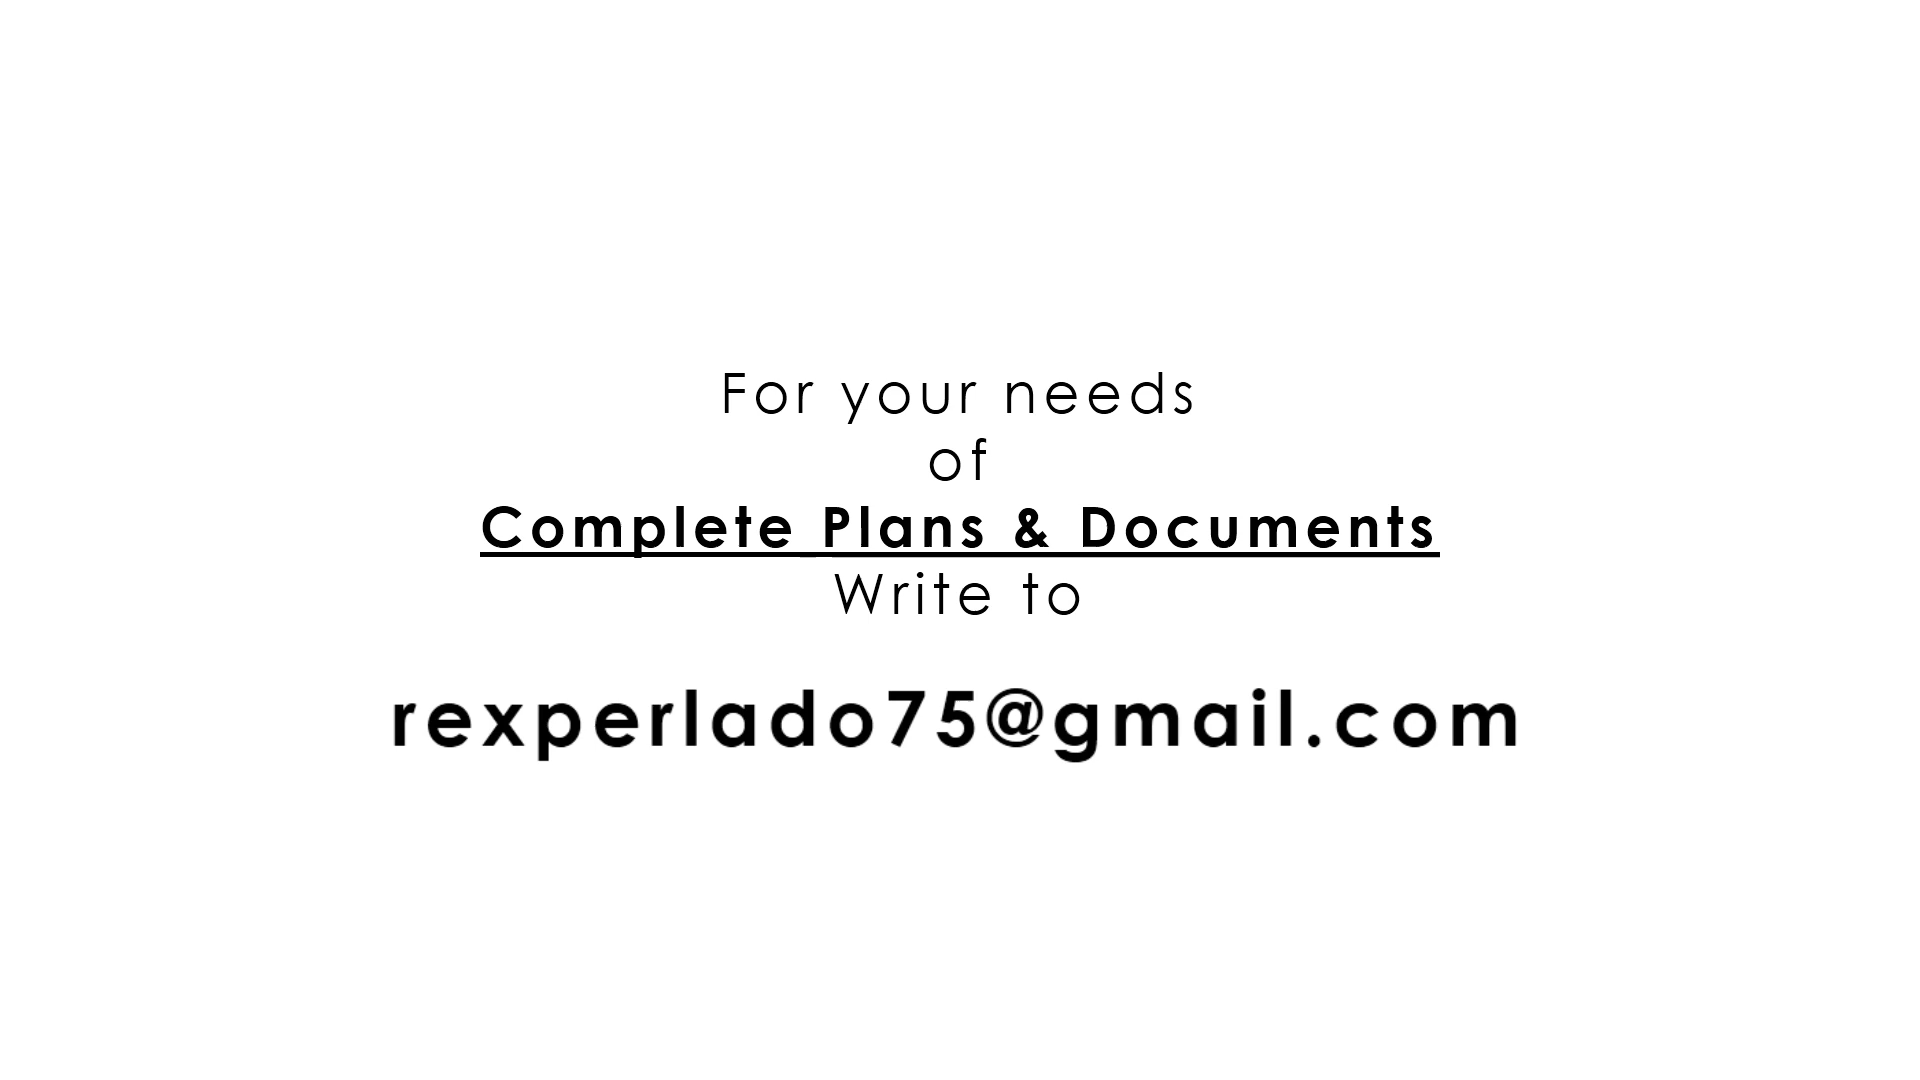 For your needs
of
Complete Plans & Documents
Write to
rexperlado75@gmail.com